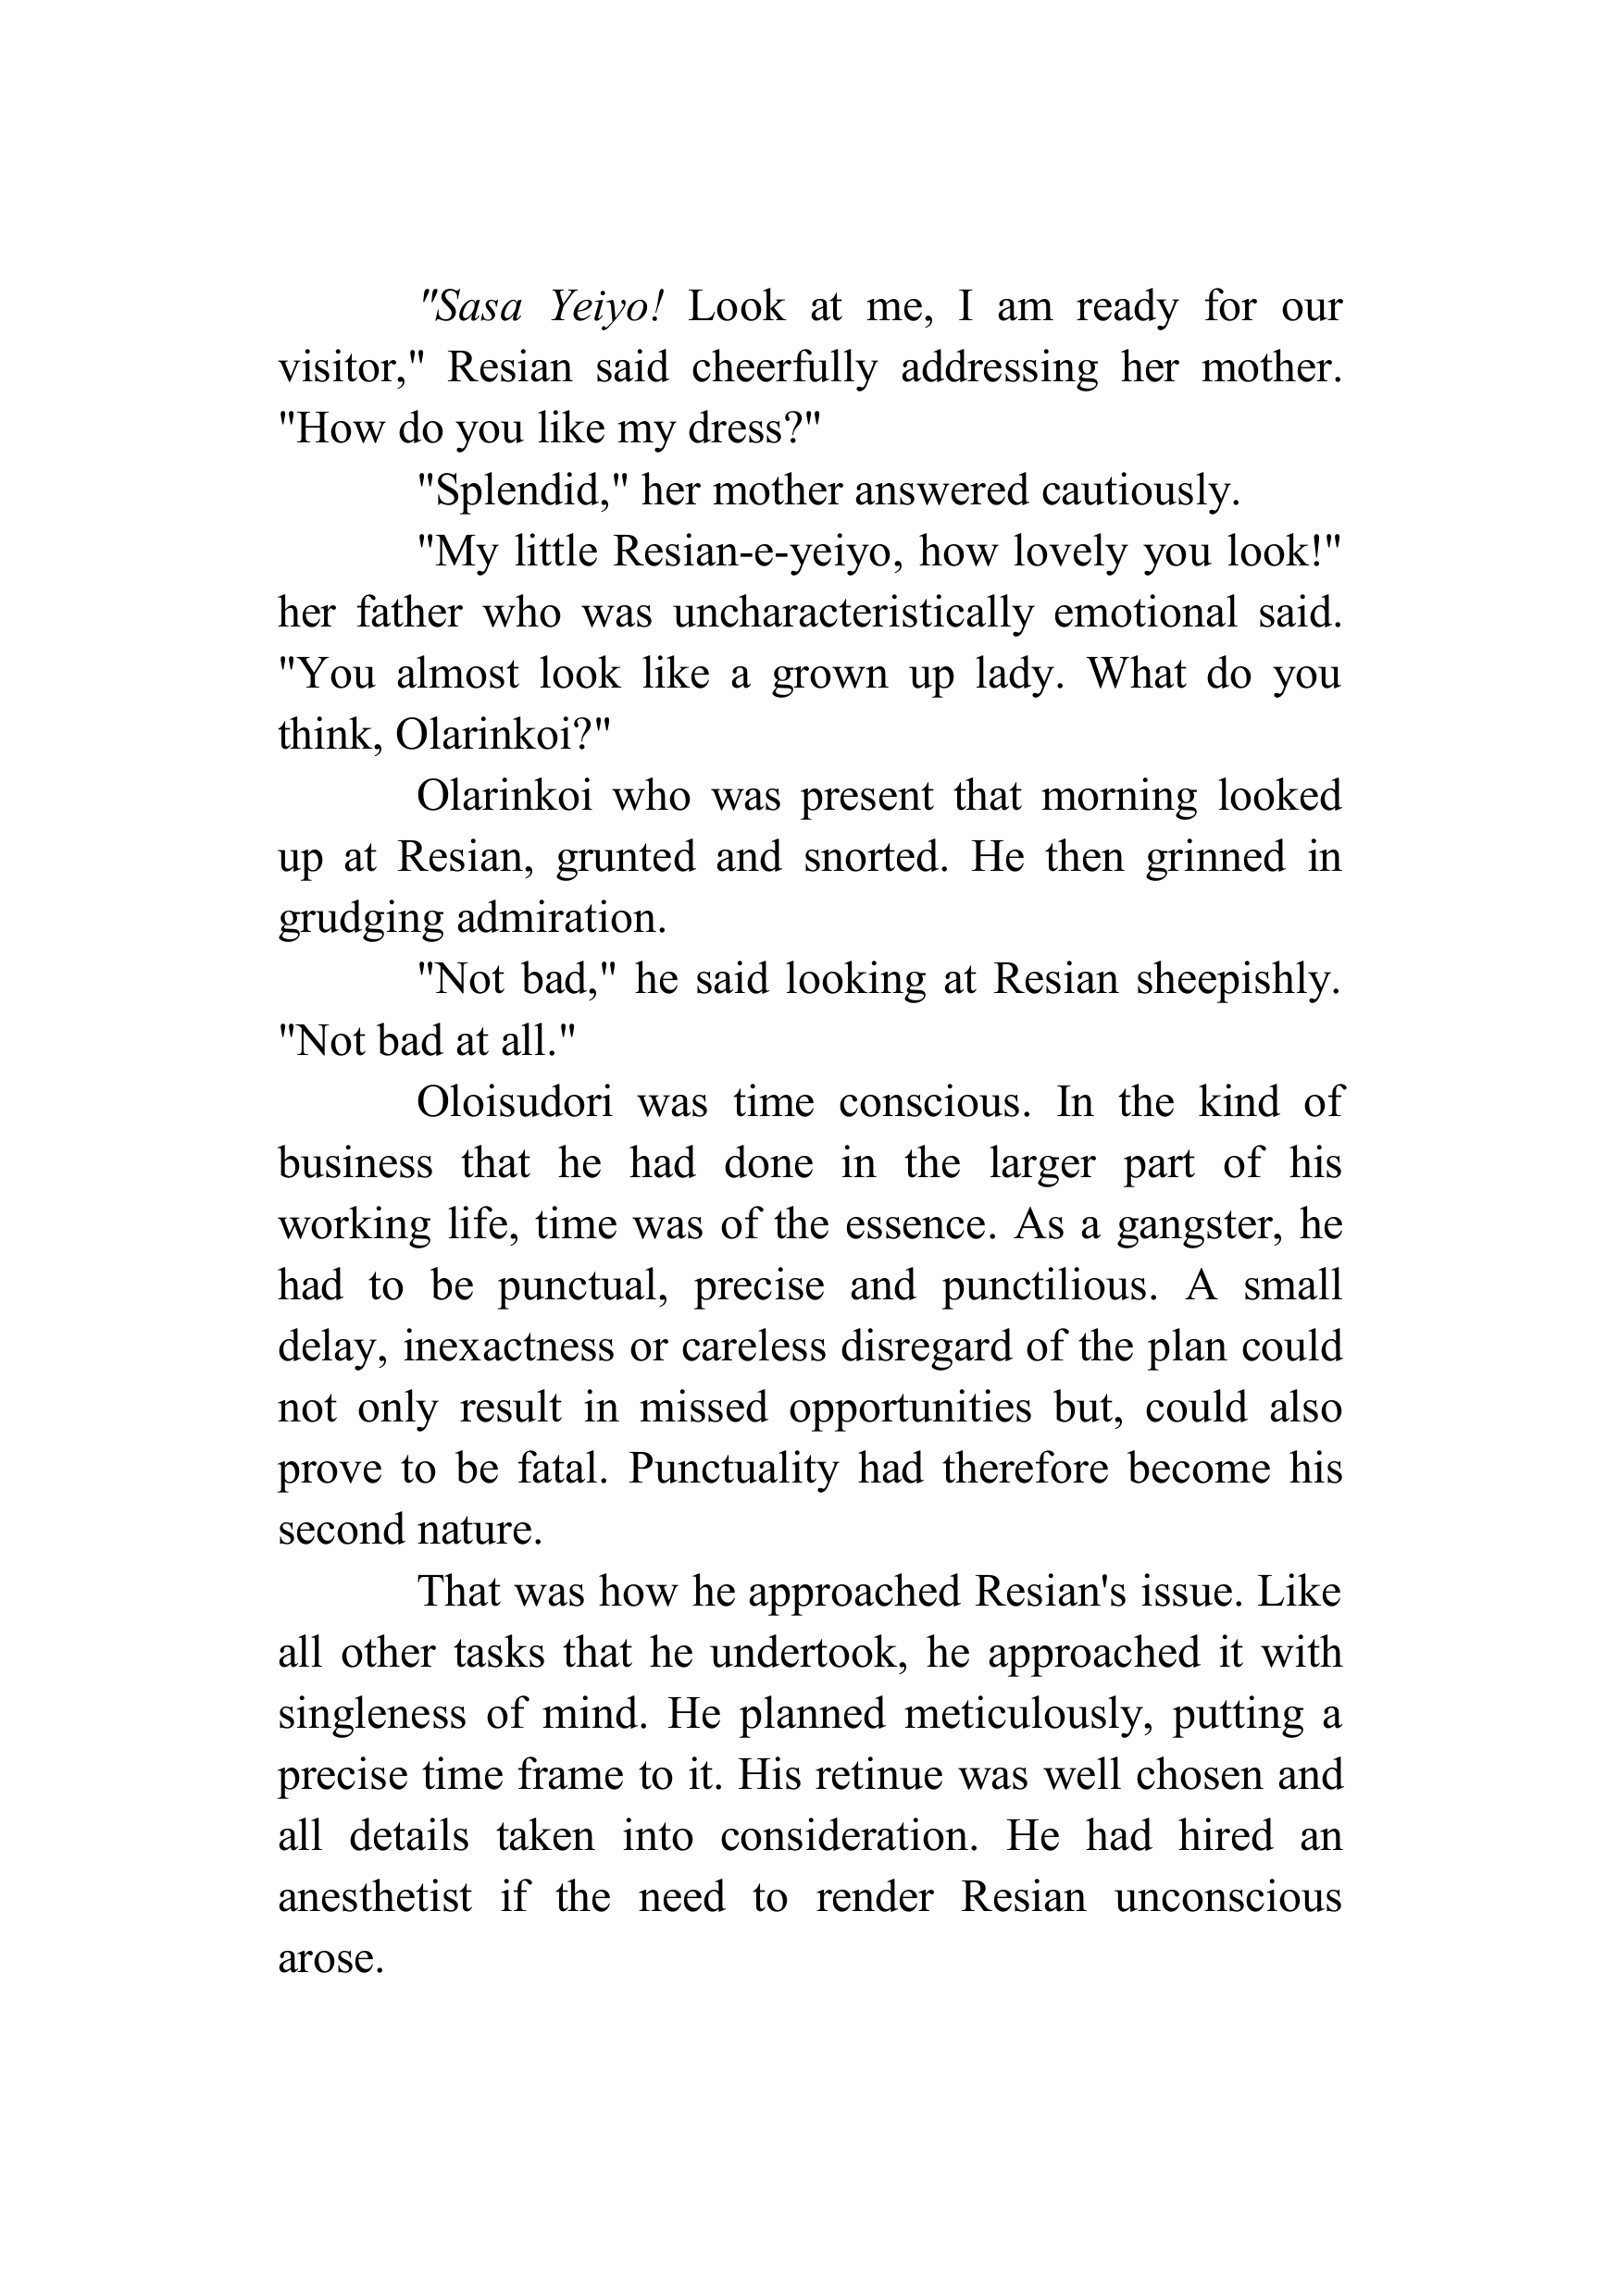 "Sasa Yeiyo! Look at me, I am ready for our
visitor," Resian said cheerfully addressing her mother.
"How do you like my dress?"
"Splendid," her mother answered cautiously.
"My little Resian-e-yeiyo, how lovely you look!"
her father who was uncharacteristically emotional said.
"You almost look like a grown up lady. What do you
think, Olarinkoi?"
Olarinkoi who was present that morning looked
up at Resian, grunted and snorted. He then grinned in
grudging admiration.
"Not bad," he said looking at Resian sheepishly.
"Not bad at all."
Oloisudori was time conscious. In the kind of
business that he had done in the larger part of his
working life, time was of the essence. As a gangster, he
had to be punctual, precise and punctilious. A small
delay, inexactness or careless disregard of the plan could
not only result in missed opportunities but, could also
prove to be fatal. Punctuality had therefore become his
second nature.
That was how he approached Resian's issue. Like
all other tasks that he undertook, he approached it with
singleness of mind. He planned meticulously, putting a
precise time frame to it. His retinue was well chosen and
all details taken into consideration. He had hired an
anesthetist if the need to render Resian unconscious
arose.